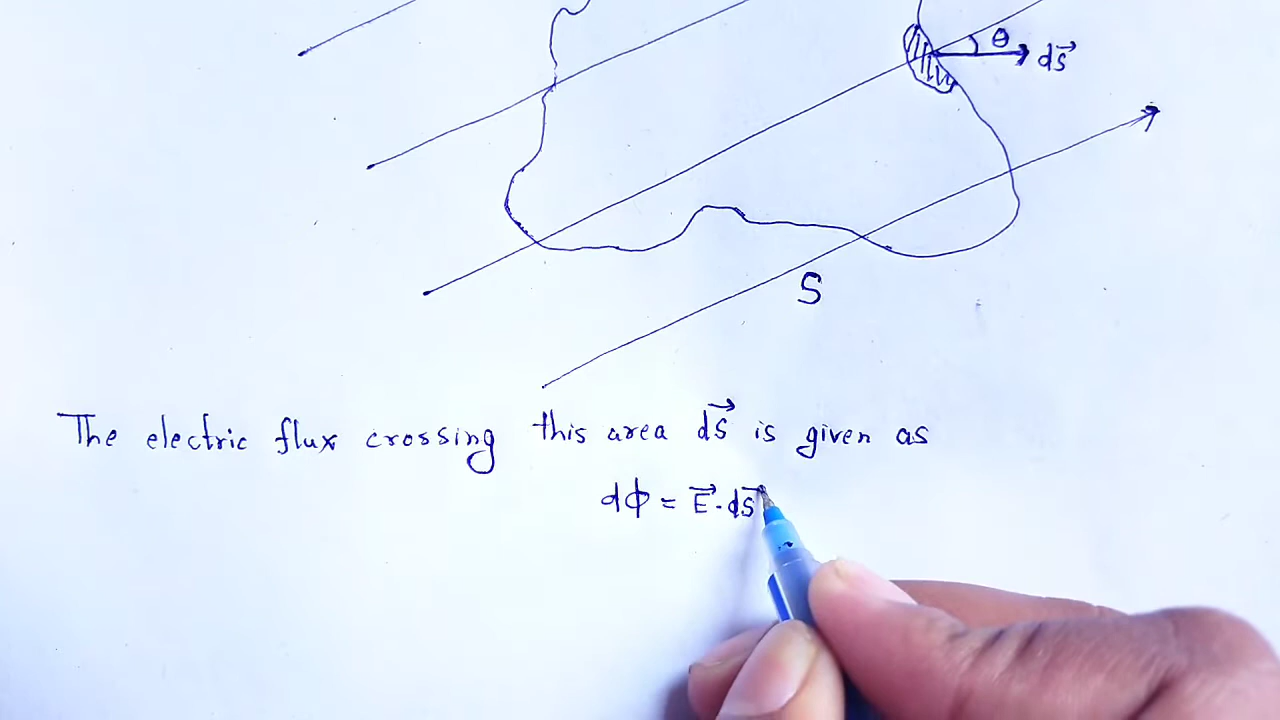 θ
ds⃗
S
The electric flux crossing this area ds⃗ is given as
dϕ = E⃗ · ds⃗